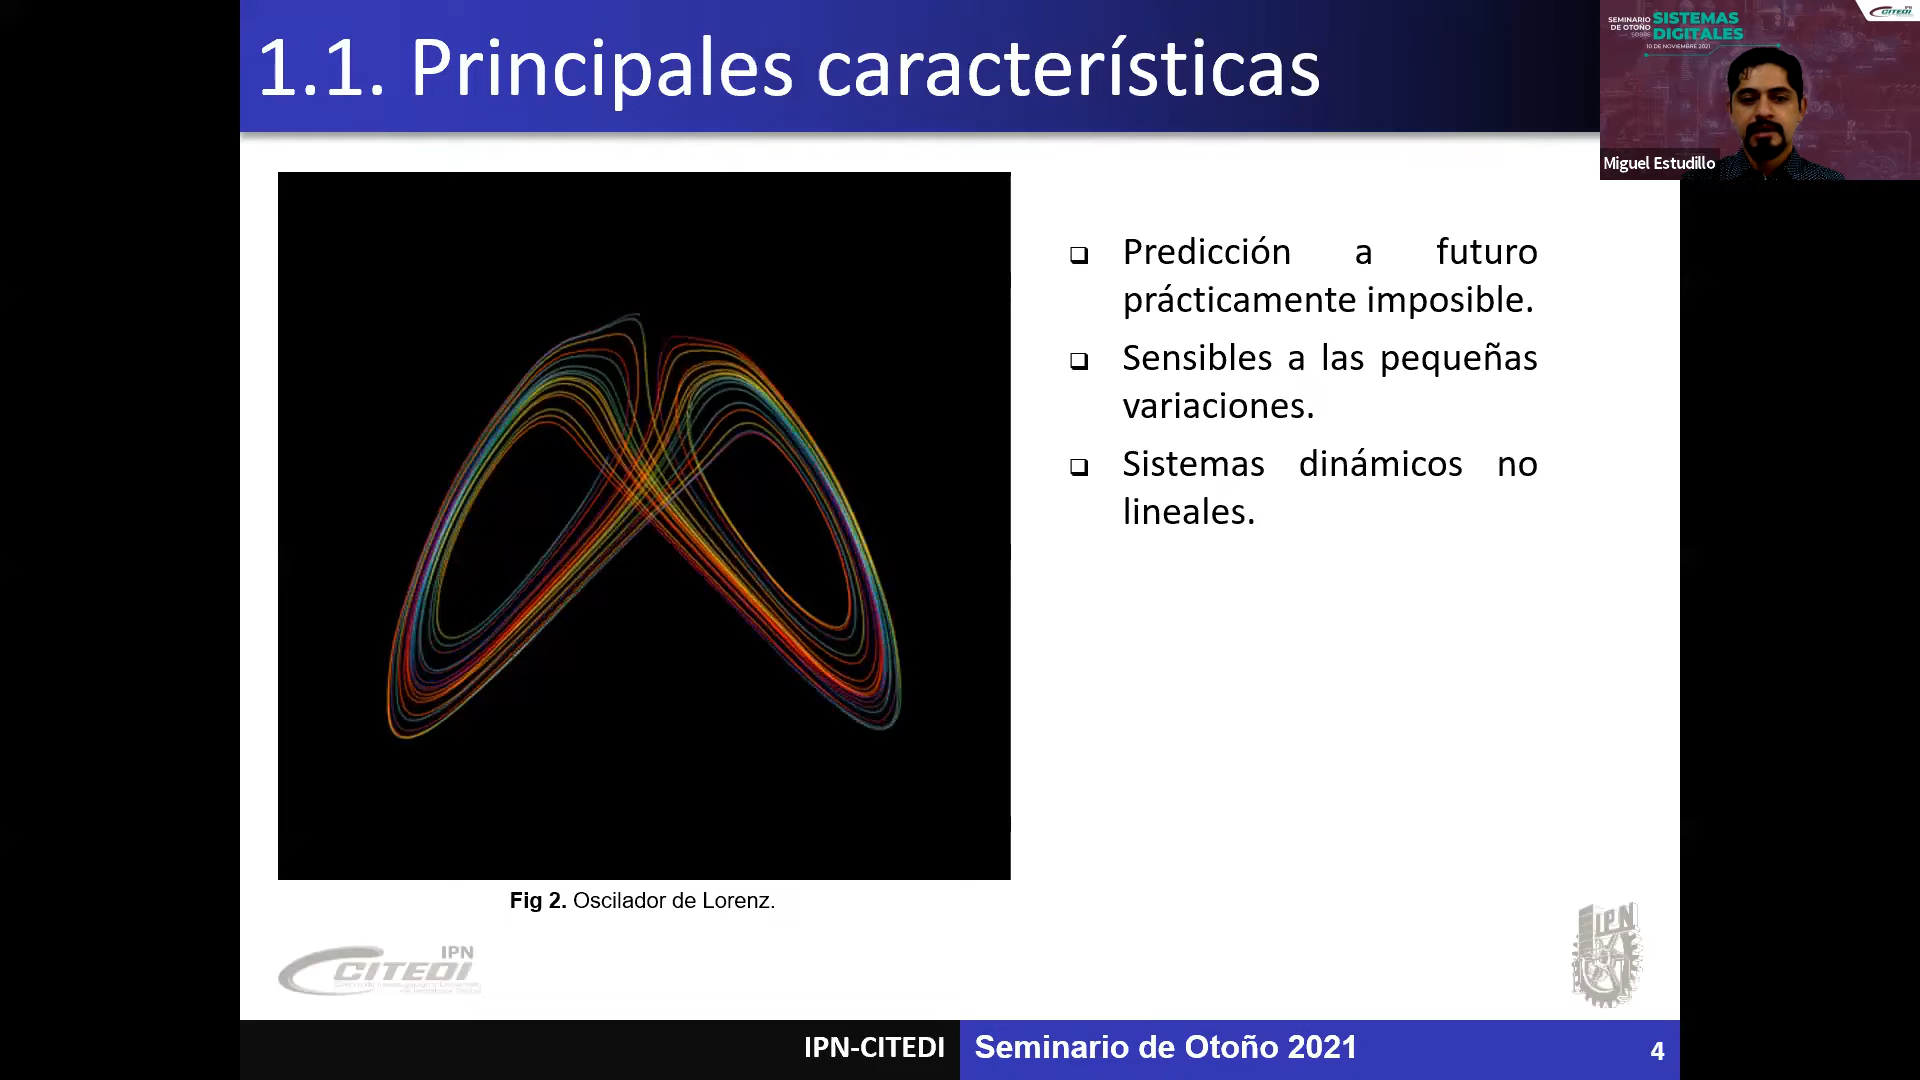 1.1. Principales características
SEMINARIO
DE OTOÑO
SOBRE
SISTEMAS
DIGITALES
10 DE NOVIEMBRE 2021
IPN
CITEDI
Miguel Estudillo
❑ Predicción a futuro
prácticamente imposible.
❑ Sensibles a las pequeñas
variaciones.
❑ Sistemas dinámicos no
lineales.
Fig 2. Oscilador de Lorenz.
IPN
CITEDI
IPN
IPN-CITEDI
Seminario de Otoño 2021
4